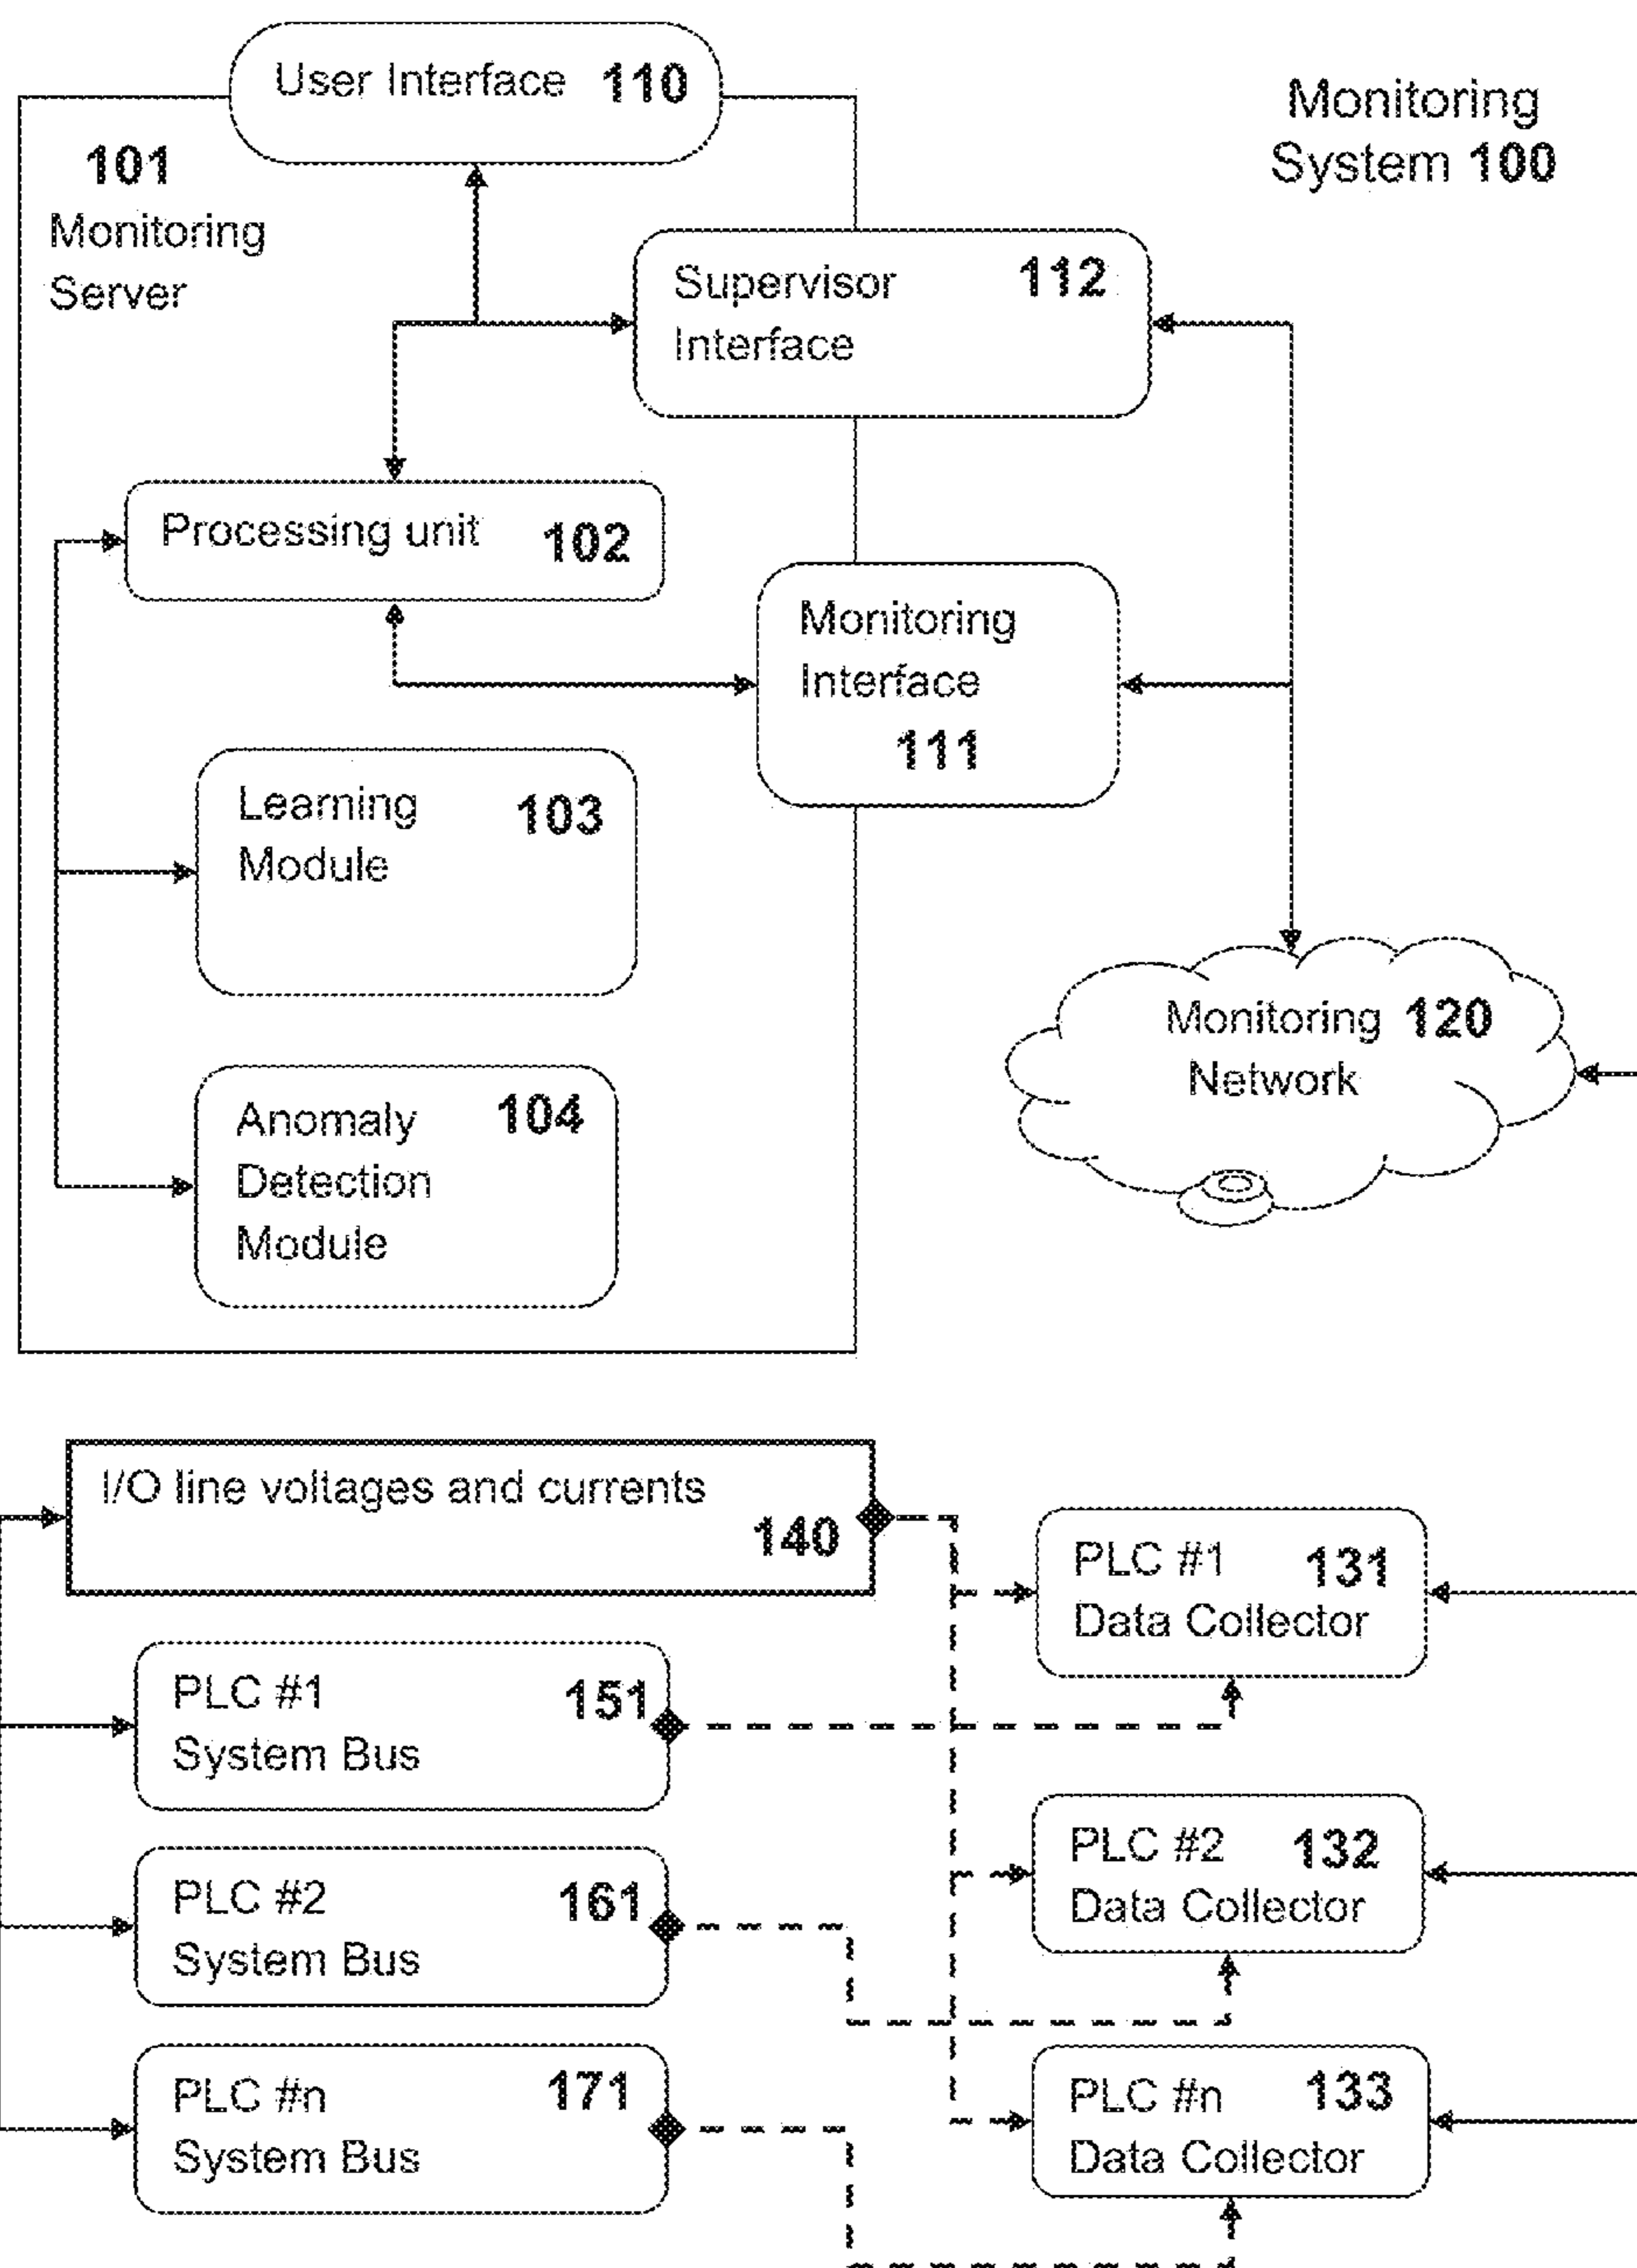 User Interface 110
Monitoring
System 100
101
Monitoring
Server
Supervisor 112
Interface
Processing unit 102
Monitoring
Interface
111
Learning 103
Module
Monitoring 120
Network
Anomaly 104
Detection
Module
I/O line voltages and currents
140
PLC #1 131
Data Collector
PLC #1 151
System Bus
PLC #2 132
Data Collector
PLC #2 161
System Bus
PLC #n 171
System Bus
PLC #n 133
Data Collector